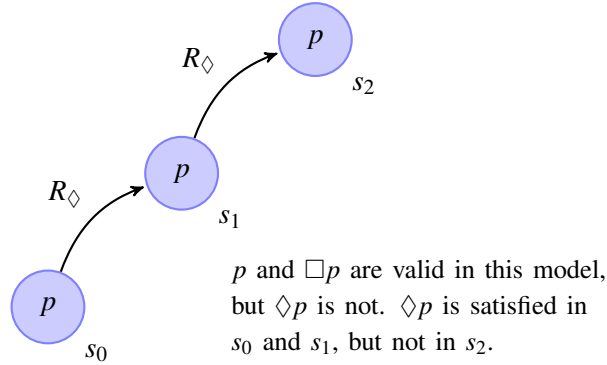 p
R◊
s₂
p
R◊
s₁
p
s₀
p and □p are valid in this model,
but ◊p is not. ◊p is satisfied in
s₀ and s₁, but not in s₂.